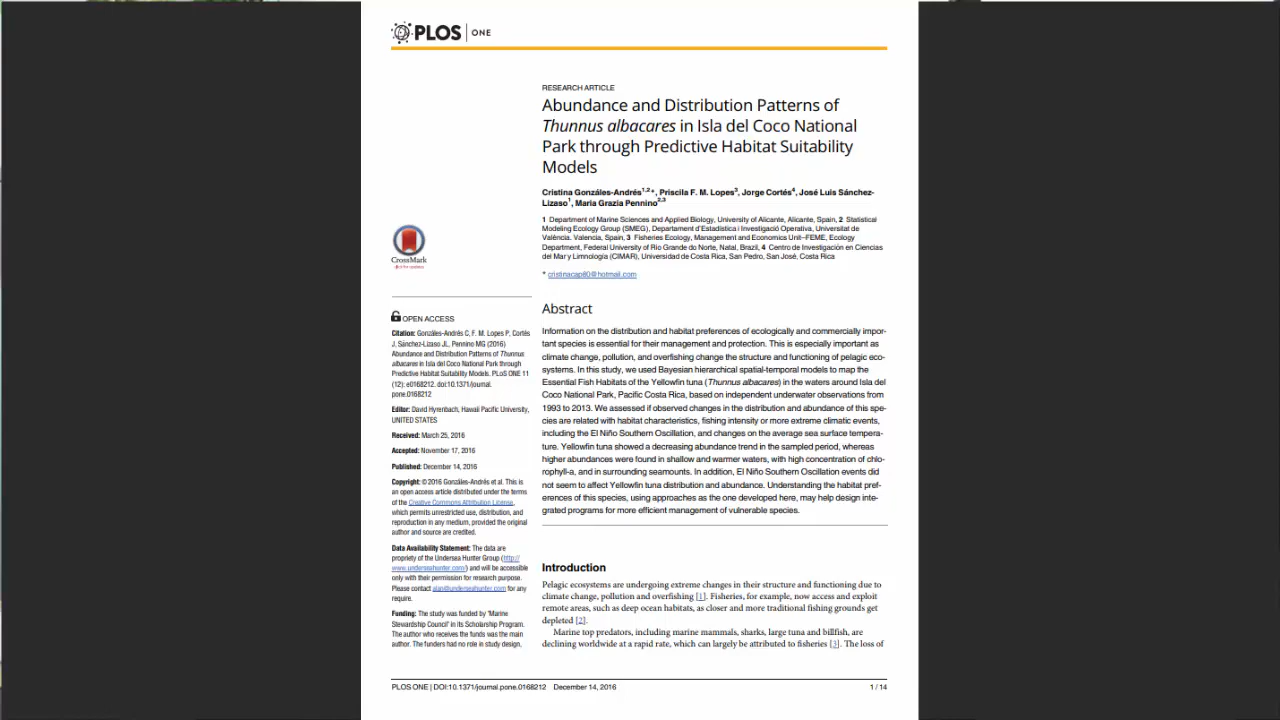 PLOS | ONE
RESEARCH ARTICLE
Abundance and Distribution Patterns of
Thunnus albacares in Isla del Coco National
Park through Predictive Habitat Suitability
Models
Cristina Gonzáles-Andrés1,2*, Priscila F. M. Lopes3, Jorge Cortés4, José Luis Sánchez-
Lizaso1, Maria Grazia Pennino2,3
1 Department of Marine Sciences and Applied Biology, University of Alicante, Alicante, Spain, 2 Statistical
Modeling Ecology Group (SMEG), Departament d'Estadística i Investigació Operativa, Universitat de
València. Valencia, Spain, 3 Fisheries Ecology, Management and Economics Unit–FEME, Ecology
Department, Federal University of Rio Grande do Norte, Natal, Brazil, 4 Centro de Investigación en Ciencias
del Mar y Limnología (CIMAR), Universidad de Costa Rica, San Pedro, San José, Costa Rica
* cristinacap80@hotmail.com
CrossMark
Abstract
Information on the distribution and habitat preferences of ecologically and commercially impor-
tant species is essential for their management and protection. This is especially important as
climate change, pollution, and overfishing change the structure and functioning of pelagic eco-
systems. In this study, we used Bayesian hierarchical spatial-temporal models to map the
Essential Fish Habitats of the Yellowfin tuna (Thunnus albacares) in the waters around Isla del
Coco National Park, Pacific Costa Rica, based on independent underwater observations from
1993 to 2013. We assessed if observed changes in the distribution and abundance of this spe-
cies are related with habitat characteristics, fishing intensity or more extreme climatic events,
including the El Niño Southern Oscillation, and changes on the average sea surface tempera-
ture. Yellowfin tuna showed a decreasing abundance trend in the sampled period, whereas
higher abundances were found in shallow and warmer waters, with high concentration of chlo-
rophyll-a, and in surrounding seamounts. In addition, El Niño Southern Oscillation events did
not seem to affect Yellowfin tuna distribution and abundance. Understanding the habitat pref-
erences of this species, using approaches as the one developed here, may help design inte-
grated programs for more efficient management of vulnerable species.
OPEN ACCESS
Citation: Gonzáles-Andrés C, F. M. Lopes P, Cortés
J, Sánchez-Lizaso JL, Pennino MG (2016)
Abundance and Distribution Patterns of Thunnus
albacares in Isla del Coco National Park through
Predictive Habitat Suitability Models. PLoS ONE 11
(12): e0168212. doi:10.1371/journal.
pone.0168212
Editor: David Hyrenbach, Hawaii Pacific University,
UNITED STATES
Received: March 25, 2016
Accepted: November 17, 2016
Published: December 14, 2016
Copyright: © 2016 Gonzáles-Andrés et al. This is
an open access article distributed under the terms
of the Creative Commons Attribution License,
which permits unrestricted use, distribution, and
reproduction in any medium, provided the original
author and source are credited.
Data Availability Statement: The data are
propriety of the Undersea Hunter Group (http://
www.underseahunter.com/) and will be accessible
only with their permission for research purpose.
Please contact alan@underseahunter.com for any
require.
Funding: The study was funded by 'Marine
Stewardship Council' in its Scholarship Program.
The author who receives the funds was the main
author. The funders had no role in study design,
Introduction
Pelagic ecosystems are undergoing extreme changes in their structure and functioning due to
climate change, pollution and overfishing [1]. Fisheries, for example, now access and exploit
remote areas, such as deep ocean habitats, as closer and more traditional fishing grounds get
depleted [2].
Marine top predators, including marine mammals, sharks, large tuna and billfish, are
declining worldwide at a rapid rate, which can largely be attributed to fisheries [3]. The loss of
PLOS ONE | DOI:10.1371/journal.pone.0168212 December 14, 2016
1 / 14